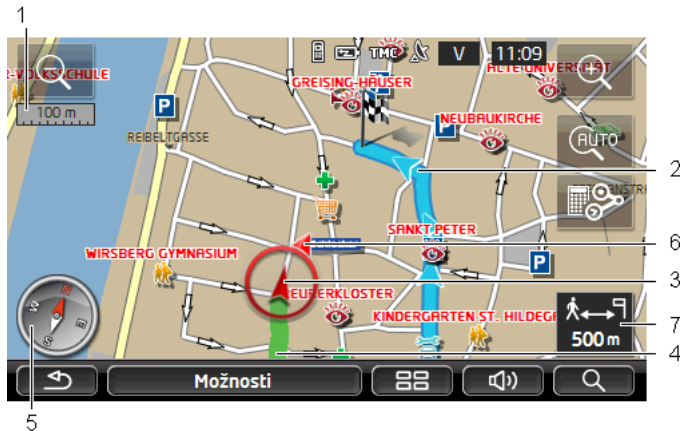 1
TMC V 11:09
R-VOLKSSCHULE
GREISING-HÄUSER
ALTE UNIVERSITÄT
100 m
P
P
P
NEUBAUKIRCHE
REIBELTGASSE
AUTO
2
SANKT PETER
6
WIRSBERG GYMNASIUM
P
3
EUERERKLOSTER
N
W
E
S
KINDERGARTEN ST. HILDEG
500 m
7
4
Možnosti
5